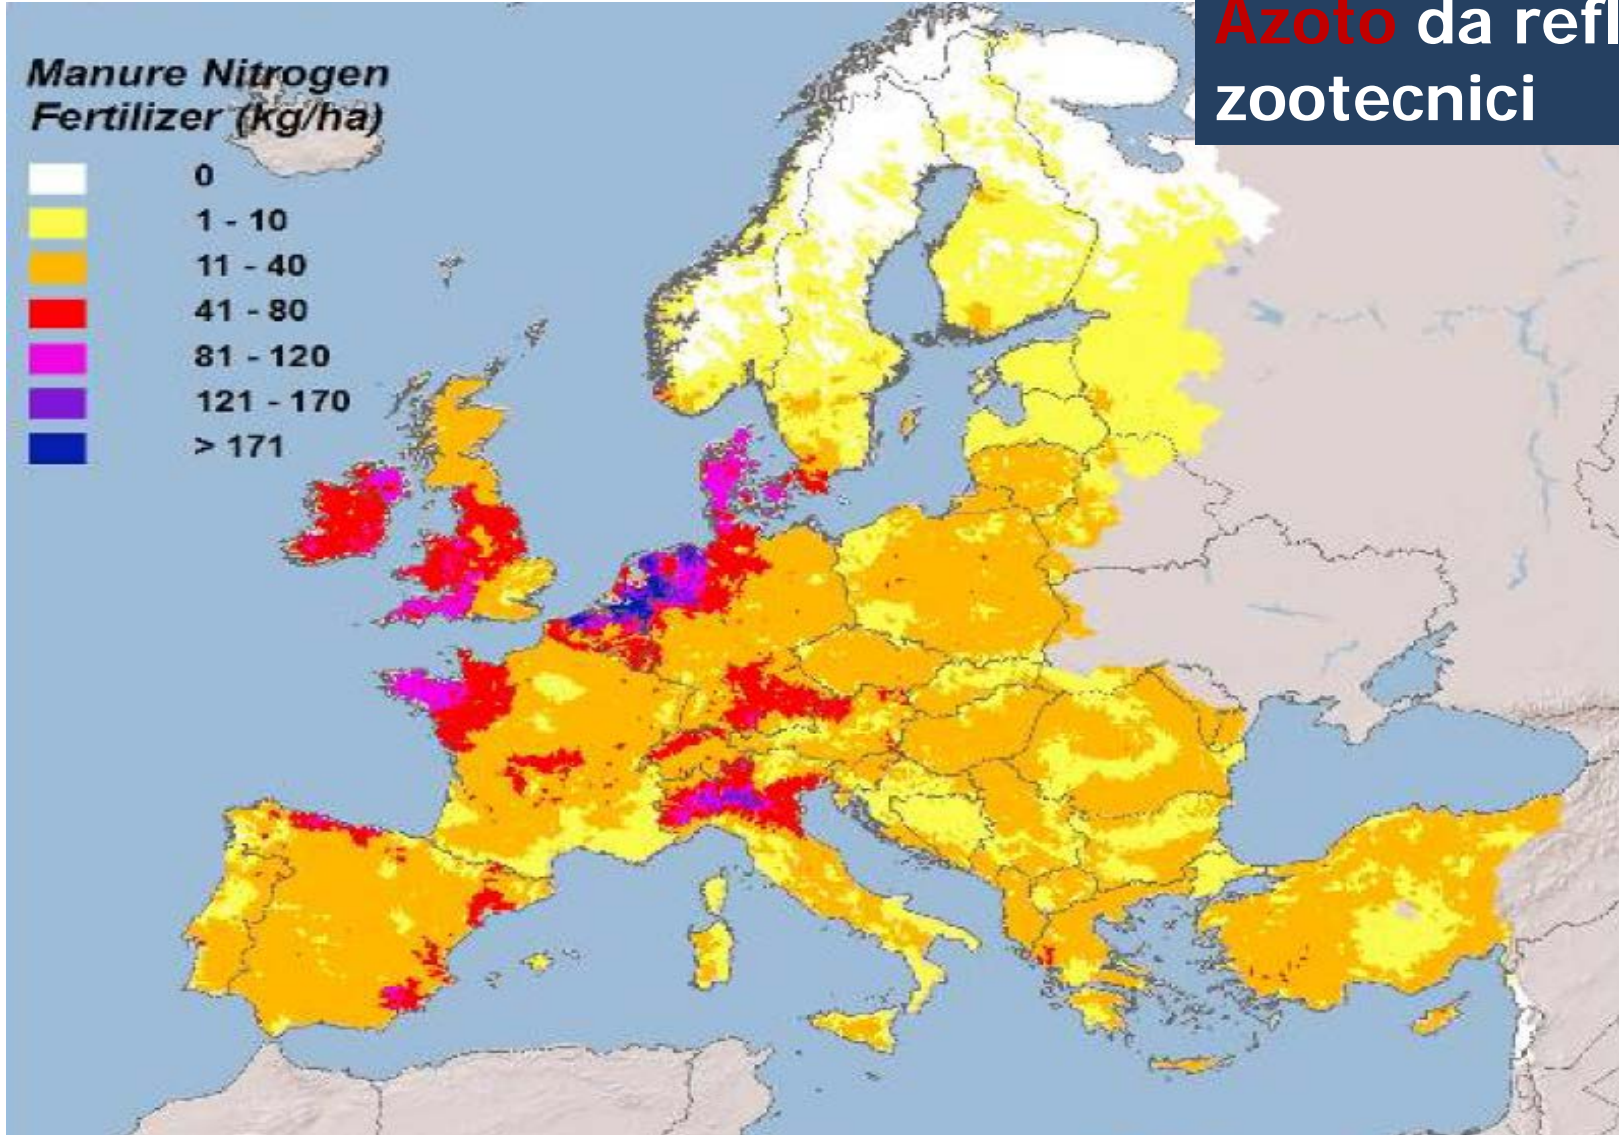 Azoto da refl
zootecnici
Manure Nitrogen
Fertilizer (kg/ha)
0
1 - 10
11 - 40
41 - 80
81 - 120
121 - 170
> 171